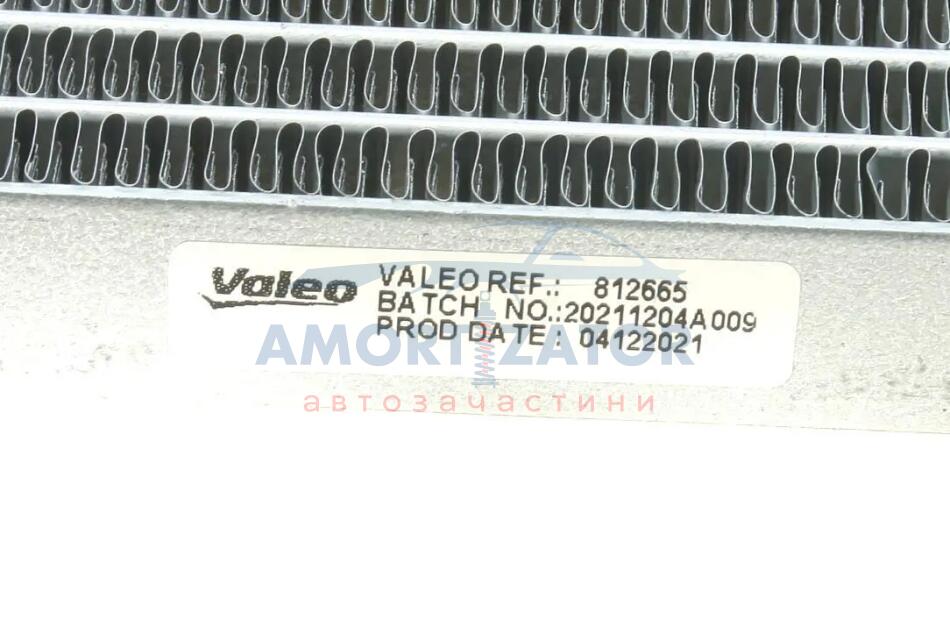 Valeo
VALEO REF.: 812665
BATCH NO.:20211204A009
PROD DATE: 04122021
AMORTIZATOR
автозачастини